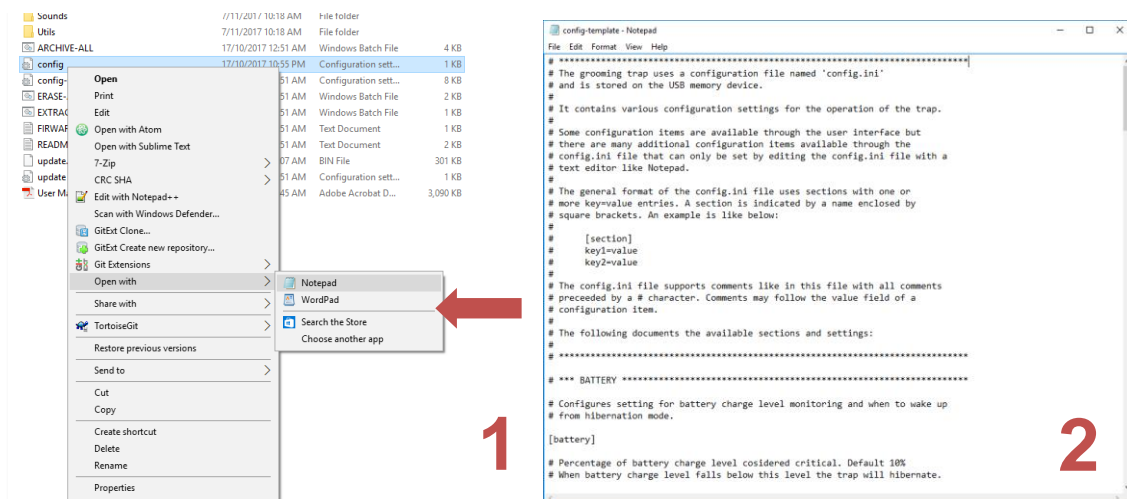 Sounds 7/11/2017 10:18 AM File folder
Utils 7/11/2017 10:18 AM File folder
ARCHIVE-ALL 17/10/2017 12:51 AM Windows Batch File 4 KB
config 17/10/2017 10:55 PM Configuration sett... 1 KB
config- 51 AM Configuration sett... 8 KB
ERASE- 51 AM Windows Batch File 2 KB
EXTRAC 51 AM Windows Batch File 1 KB
FIRWAR 51 AM Text Document 1 KB
READM 51 AM Text Document 2 KB
update. 07 AM BIN File 301 KB
update 51 AM Configuration sett... 1 KB
User Ma 45 AM Adobe Acrobat D... 3,090 KB
Open
Print
Edit
Open with Atom
Open with Sublime Text
7-Zip
CRC SHA
Edit with Notepad++
Scan with Windows Defender...
GitExt Clone...
GitExt Create new repository...
Git Extensions
Open with
Share with
TortoiseGit
Restore previous versions
Send to
Cut
Copy
Create shortcut
Delete
Rename
Properties
Notepad
WordPad
Search the Store
Choose another app
1
config-template - Notepad
File Edit Format View Help
# **********************************************************************
# The grooming trap uses a configuration file named 'config.ini'
# and is stored on the USB memory device.
#
# It contains various configuration settings for the operation of the trap.
#
# Some configuration items are available through the user interface but
# there are many additional configuration items available through the
# config.ini file that can only be set by editing the config.ini file with a
# text editor like Notepad.
#
# The general format of the config.ini file uses sections with one or
# more key=value entries. A section is indicated by a name enclosed by
# square brackets. An example is like below:
#
# [section]
# key1=value
# key2=value
#
# The config.ini file supports comments like in this file with all comments
# preceeded by a # character. Comments may follow the value field of a
# configuration item.
#
# The following documents the available sections and settings:
#
# **********************************************************************
# *** BATTERY **********************************************************
# Configures setting for battery charge level monitoring and when to wake up
# from hibernation mode.
[battery]
# Percentage of battery charge level cosidered critical. Default 10%
# When battery charge level falls below this level the trap will hibernate.
2